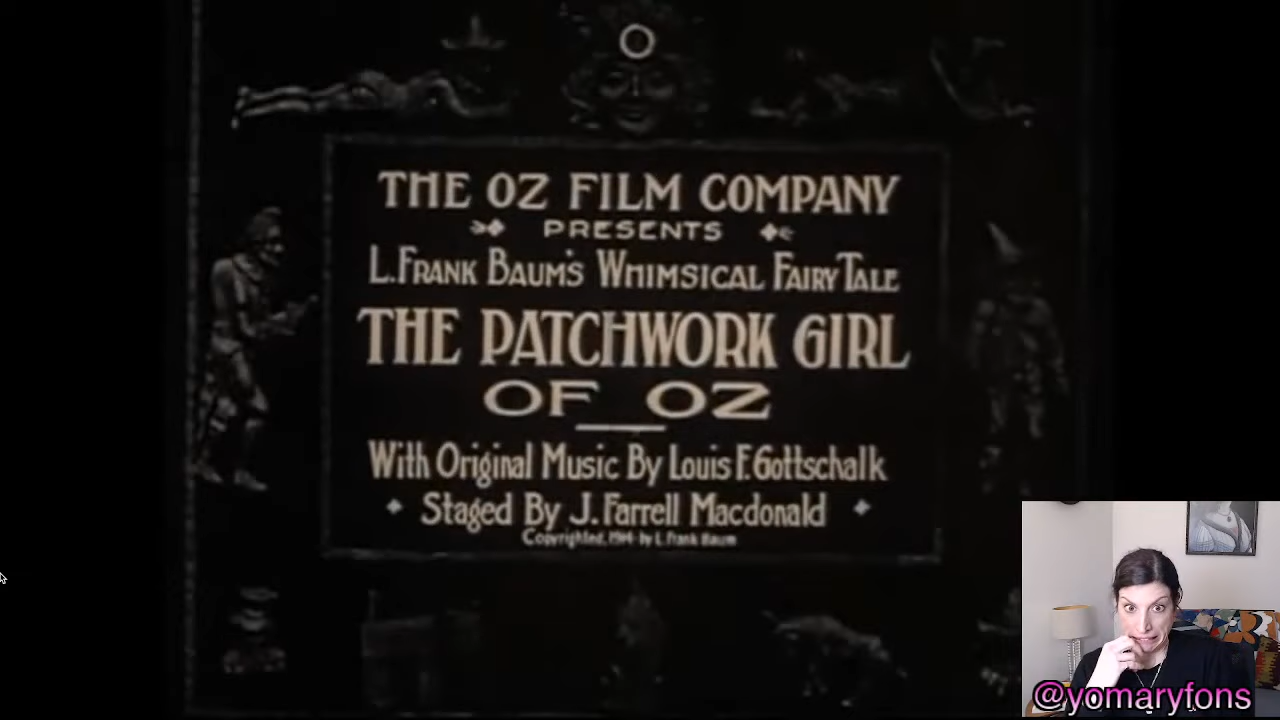 THE OZ FILM COMPANY
PRESENTS
L. FRANK BAUM'S WHIMSICAL FAIRY TALE
THE PATCHWORK GIRL
OF OZ
With Original Music By Louis F. Gottschalk
Staged By J. Farrell Macdonald
Copyrighted, 1914 by L. Frank Baum
@yomaryfons